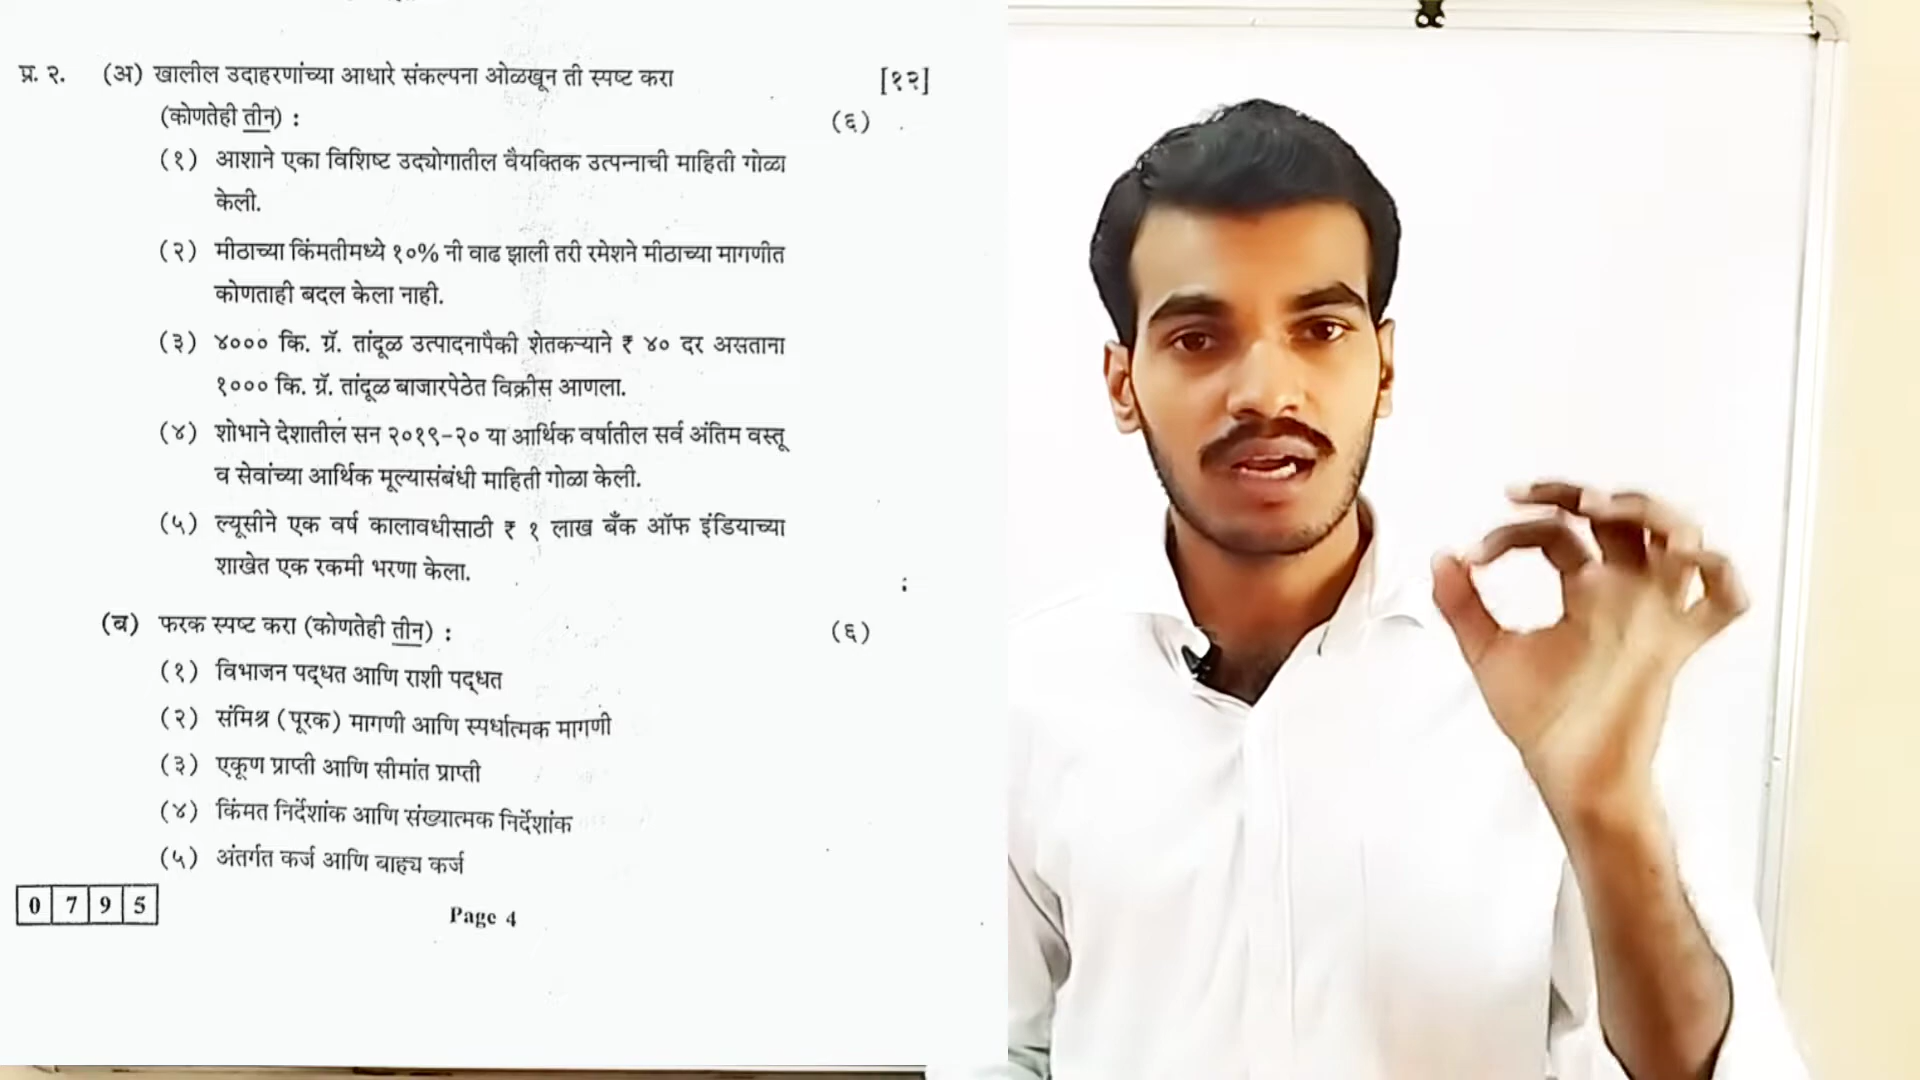 प्र. २. (अ) खालील उदाहरणांच्या आधारे संकल्पना ओळखून ती स्पष्ट करा [१२]
(कोणतेही तीन) : (६)
(१) आशाने एका विशिष्ट उद्योगातील वैयक्तिक उत्पन्नाची माहिती गोळा
केली.
(२) मीठाच्या किंमतीमध्ये १०% नी वाढ झाली तरी रमेशने मीठाच्या मागणीत
कोणताही बदल केला नाही.
(३) ४००० कि. ग्रॅ. तांदूळ उत्पादनापैकी शेतकऱ्याने ₹ ४० दर असताना
१००० कि. ग्रॅ. तांदूळ बाजारपेठेत विक्रीस आणला.
(४) शोभाने देशातील सन २०१९-२० या आर्थिक वर्षातील सर्व अंतिम वस्तू
व सेवांच्या आर्थिक मूल्यासंबंधी माहिती गोळा केली.
(५) ल्यूसीने एक वर्ष कालावधीसाठी ₹ १ लाख बँक ऑफ इंडियाच्या
शाखेत एक रकमी भरणा केला.
(ब) फरक स्पष्ट करा (कोणतेही तीन) : (६)
(१) विभाजन पद्धत आणि राशी पद्धत
(२) संमिश्र (पूरक) मागणी आणि स्पर्धात्मक मागणी
(३) एकूण प्राप्ती आणि सीमांत प्राप्ती
(४) किंमत निर्देशांक आणि संख्यात्मक निर्देशांक
(५) अंतर्गत कर्ज आणि बाह्य कर्ज
0 7 9 5
Page 4